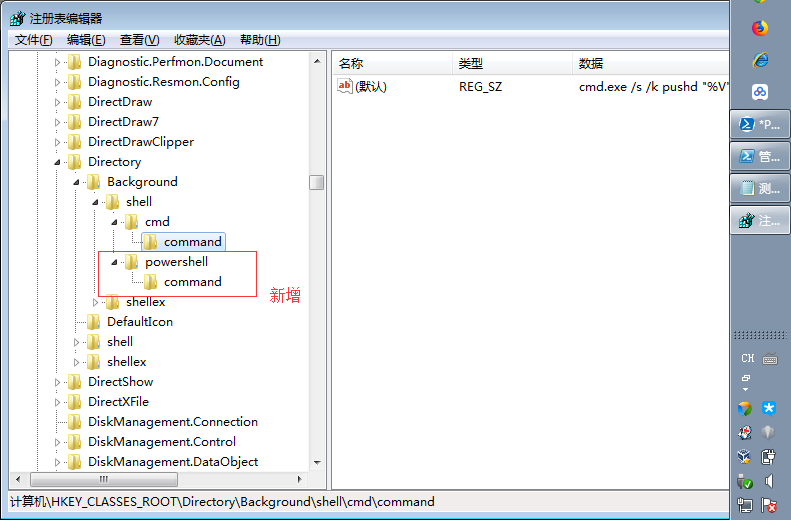 注册表编辑器
文件(F) 编辑(E) 查看(V) 收藏夹(A) 帮助(H)
Diagnostic.Perfmon.Document
Diagnostic.Resmon.Config
DirectDraw
DirectDraw7
DirectDrawClipper
Directory
Background
shell
cmd
command
powershell
command
新增
shellex
DefaultIcon
shell
shellex
DirectShow
DirectXFile
DiskManagement.Connection
DiskManagement.Control
DiskManagement.DataObject
名称 类型 数据
ab (默认) REG_SZ cmd.exe /s /k pushd "%V"
计算机\HKEY_CLASSES_ROOT\Directory\Background\shell\cmd\command
*P...
管...
测...
注...
CH